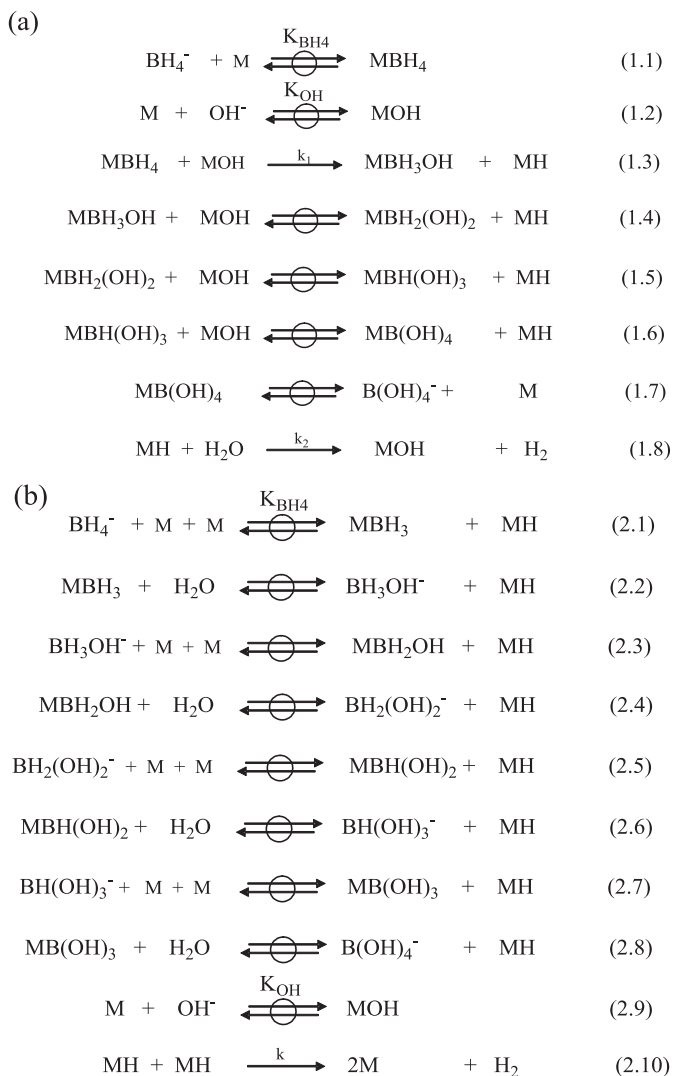 (a)
K_BH4
BH₄⁻ + M ⇌ MBH₄ (1.1)
K_OH
M + OH⁻ ⇌ MOH (1.2)
k₁
MBH₄ + MOH → MBH₃OH + MH (1.3)
MBH₃OH + MOH ⇌ MBH₂(OH)₂ + MH (1.4)
MBH₂(OH)₂ + MOH ⇌ MBH(OH)₃ + MH (1.5)
MBH(OH)₃ + MOH ⇌ MB(OH)₄ + MH (1.6)
MB(OH)₄ ⇌ B(OH)₄⁻ + M (1.7)
k₂
MH + H₂O → MOH + H₂ (1.8)
(b)
K_BH4
BH₄⁻ + M + M ⇌ MBH₃ + MH (2.1)
MBH₃ + H₂O ⇌ BH₃OH⁻ + MH (2.2)
BH₃OH⁻ + M + M ⇌ MBH₂OH + MH (2.3)
MBH₂OH + H₂O ⇌ BH₂(OH)₂⁻ + MH (2.4)
BH₂(OH)₂⁻ + M + M ⇌ MBH(OH)₂ + MH (2.5)
MBH(OH)₂ + H₂O ⇌ BH(OH)₃⁻ + MH (2.6)
BH(OH)₃⁻ + M + M ⇌ MB(OH)₃ + MH (2.7)
MB(OH)₃ + H₂O ⇌ B(OH)₄⁻ + MH (2.8)
K_OH
M + OH⁻ ⇌ MOH (2.9)
k
MH + MH → 2M + H₂ (2.10)